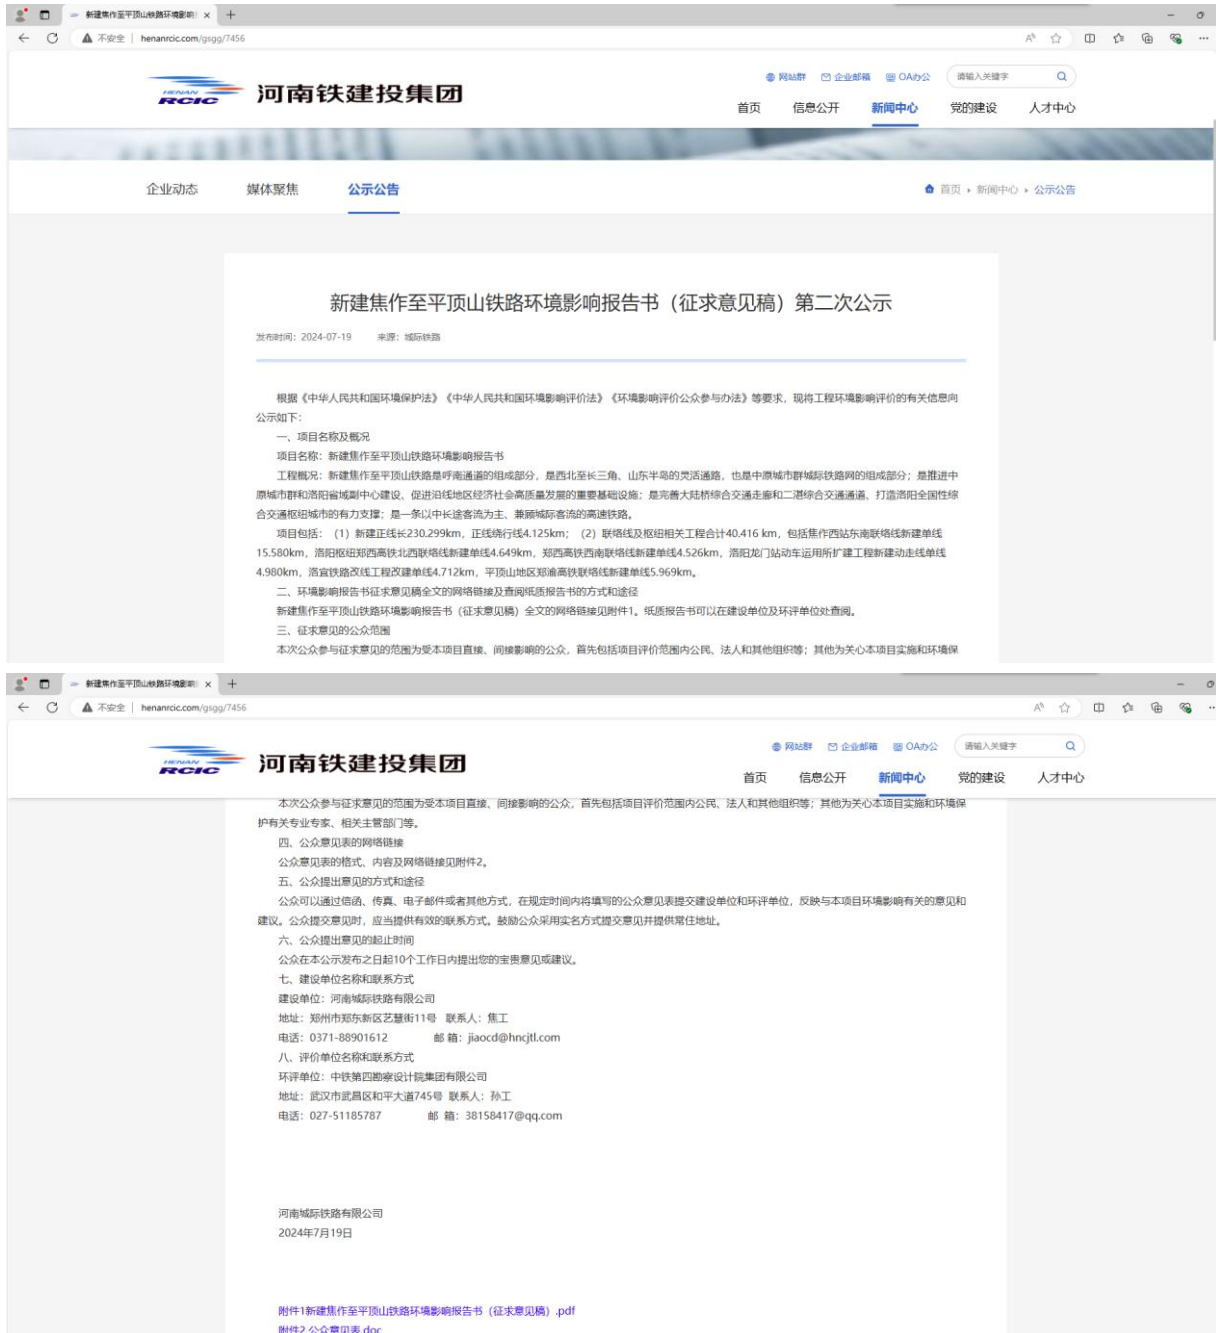 新建焦作至平顶山铁路环境影响
不安全 henanrcic.com/gsgg/7456
HENAN RCIC 河南铁建投集团
网站群 企业邮箱 OA办公 请输入关键字
首页 信息公开 新闻中心 党的建设 人才中心
企业动态 媒体聚焦 公示公告
首页 新闻中心 公示公告
新建焦作至平顶山铁路环境影响报告书（征求意见稿）第二次公示
发布时间：2024-07-19 来源：城际铁路
根据《中华人民共和国环境保护法》《中华人民共和国环境影响评价法》《环境影响评价公众参与办法》等要求，现将工程环境影响评价的有关信息向
公示如下：
一、项目名称及概况
项目名称：新建焦作至平顶山铁路环境影响报告书
工程概况：新建焦作至平顶山铁路是呼南通道的组成部分，是西北至长三角、山东半岛的灵活通路，也是中原城市群城际铁路网的组成部分；是推进中
原城市群和洛阳省域副中心建设、促进沿线地区经济社会高质量发展的重要基础设施；是完善大陆桥综合交通走廊和二湛综合交通通道、打造洛阳全国性综
合交通枢纽城市的有力支撑；是一条以中长途客流为主、兼顾城际客流的高速铁路。
项目包括：（1）新建正线长230.299km，正线绕行线4.125km；（2）联络线及枢纽相关工程合计40.416 km，包括焦作西站东南联络线新建单线
15.580km，洛阳枢纽郑西高铁北西联络线新建单线4.649km，郑西高铁西南联络线新建单线4.526km，洛阳龙门站动车运用所扩建工程新建动走线单线
4.980km，洛宜铁路改线工程改建单线4.712km，平顶山地区郑渝高铁联络线新建单线5.969km。
二、环境影响报告书征求意见稿全文的网络链接及查阅纸质报告书的方式和途径
新建焦作至平顶山铁路环境影响报告书（征求意见稿）全文的网络链接见附件1。纸质报告书可以在建设单位及环评单位处查阅。
三、征求意见的公众范围
本次公众参与征求意见的范围为受本项目直接、间接影响的公众，首先包括项目评价范围内公民、法人和其他组织等；其他为关心本项目实施和环境保
新建焦作至平顶山铁路环境影响
不安全 henanrcic.com/gsgg/7456
HENAN RCIC 河南铁建投集团
网站群 企业邮箱 OA办公 请输入关键字
首页 信息公开 新闻中心 党的建设 人才中心
本次公众参与征求意见的范围为受本项目直接、间接影响的公众，首先包括项目评价范围内公民、法人和其他组织等；其他为关心本项目实施和环境保
护有关专业专家、相关主管部门等。
四、公众意见表的网络链接
公众意见表的格式、内容及网络链接见附件2。
五、公众提出意见的方式和途径
公众可以通过信函、传真、电子邮件或者其他方式，在规定时间内将填写的公众意见表提交建设单位和环评单位，反映与本项目环境影响有关的意见和
建议。公众提交意见时，应当提供有效的联系方式。鼓励公众采用实名方式提交意见并提供常住地址。
六、公众提出意见的起止时间
公众在本公示发布之日起10个工作日内提出您的宝贵意见或建议。
七、建设单位名称和联系方式
建设单位：河南城际铁路有限公司
地址：郑州市郑东新区艺慧街11号 联系人：焦工
电话：0371-88901612 邮 箱：jiaocd@hncjtl.com
八、评价单位名称和联系方式
环评单位：中铁第四勘察设计院集团有限公司
地址：武汉市武昌区和平大道745号 联系人：孙工
电话：027-51185787 邮 箱：38158417@qq.com
河南城际铁路有限公司
2024年7月19日
附件1新建焦作至平顶山铁路环境影响报告书（征求意见稿）.pdf
附件2 公众意见表.doc